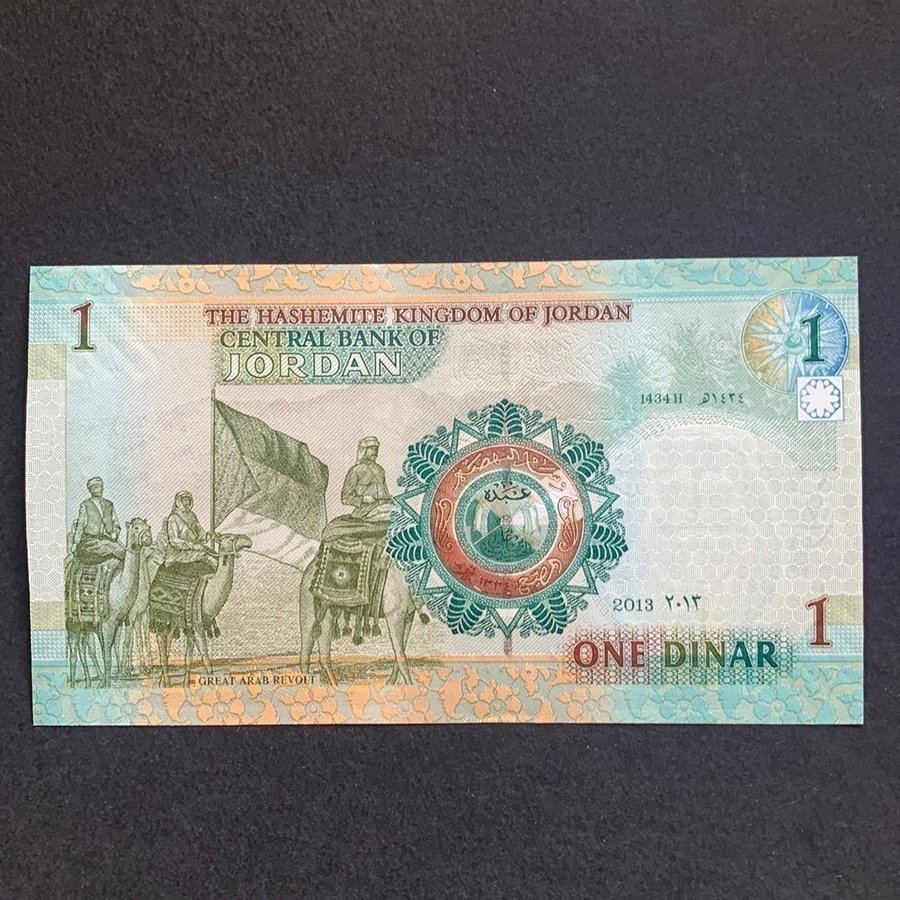 1
THE HASHEMITE KINGDOM OF JORDAN
CENTRAL BANK OF
JORDAN
1
1434 H ١٤٣٤هـ
2013 ٢٠١٣
1
ONE DINAR
GREAT ARAB REVOLT